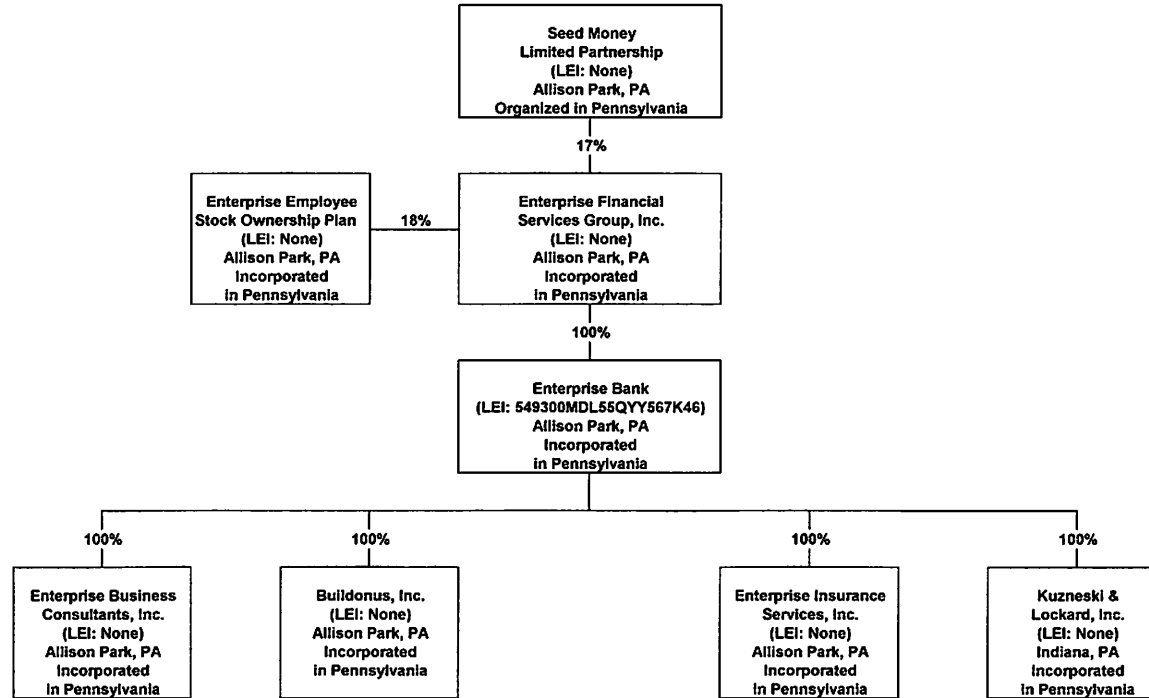 Seed Money
Limited Partnership
(LEI: None)
Allison Park, PA
Organized in Pennsylvania
17%
Enterprise Employee
Stock Ownership Plan
(LEI: None)
Allison Park, PA
Incorporated
in Pennsylvania
18%
Enterprise Financial
Services Group, Inc.
(LEI: None)
Allison Park, PA
Incorporated
in Pennsylvania
100%
Enterprise Bank
(LEI: 549300MDL55QYY567K46)
Allison Park, PA
Incorporated
in Pennsylvania
100%
Enterprise Business
Consultants, Inc.
(LEI: None)
Allison Park, PA
Incorporated
in Pennsylvania
100%
Buildonus, Inc.
(LEI: None)
Allison Park, PA
Incorporated
in Pennsylvania
100%
Enterprise Insurance
Services, Inc.
(LEI: None)
Allison Park, PA
Incorporated
in Pennsylvania
100%
Kuzneski &
Lockard, Inc.
(LEI: None)
Indiana, PA
Incorporated
in Pennsylvania